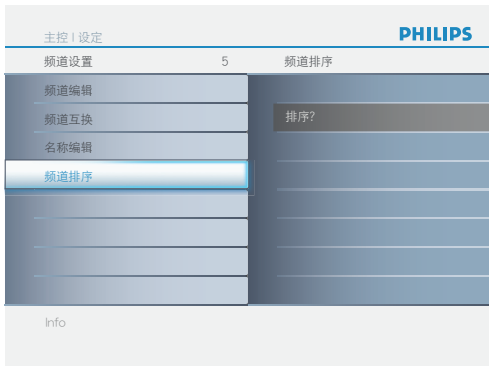 主控 | 设定
PHILIPS
频道设置 5 频道排序
频道编辑
频道互换
排序?
名称编辑
频道排序
Info